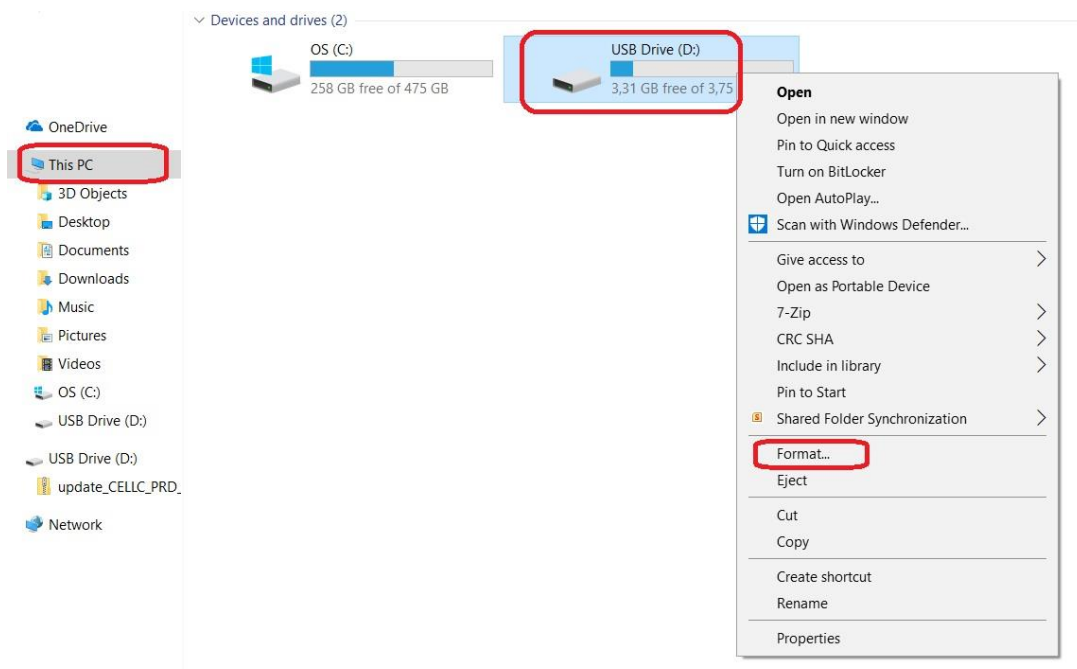 Devices and drives (2)
OS (C:)
258 GB free of 475 GB
USB Drive (D:)
3,31 GB free of 3,75
OneDrive
This PC
3D Objects
Desktop
Documents
Downloads
Music
Pictures
Videos
OS (C:)
USB Drive (D:)
USB Drive (D:)
update_CELLC_PRD_
Network
Open
Open in new window
Pin to Quick access
Turn on BitLocker
Open AutoPlay...
Scan with Windows Defender...
Give access to
Open as Portable Device
7-Zip
CRC SHA
Include in library
Pin to Start
S
Shared Folder Synchronization
Format...
Eject
Cut
Copy
Create shortcut
Rename
Properties